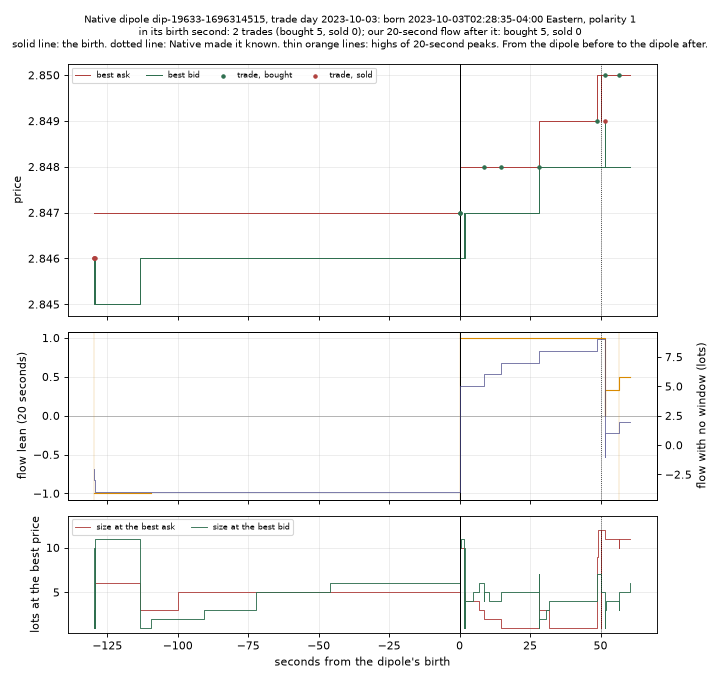 Native dipole dip-19633-1696314515, trade day 2023-10-03: born 2023-10-03T02:28:35-04:00 Eastern, polarity 1
in its birth second: 2 trades (bought 5, sold 0); our 20-second flow after it: bought 5, sold 0
solid line: the birth. dotted line: Native made it known. thin orange lines: highs of 20-second peaks. From the dipole before to the dipole after.
best ask
best bid
trade, bought
trade, sold
2.850
2.849
2.848
2.847
2.846
2.845
price
1.0
0.5
0.0
−0.5
−1.0
flow lean (20 seconds)
7.5
5.0
2.5
0.0
−2.5
flow with no window (lots)
size at the best ask
size at the best bid
10
5
lots at the best price
−125
−100
−75
−50
−25
0
25
50
seconds from the dipole's birth